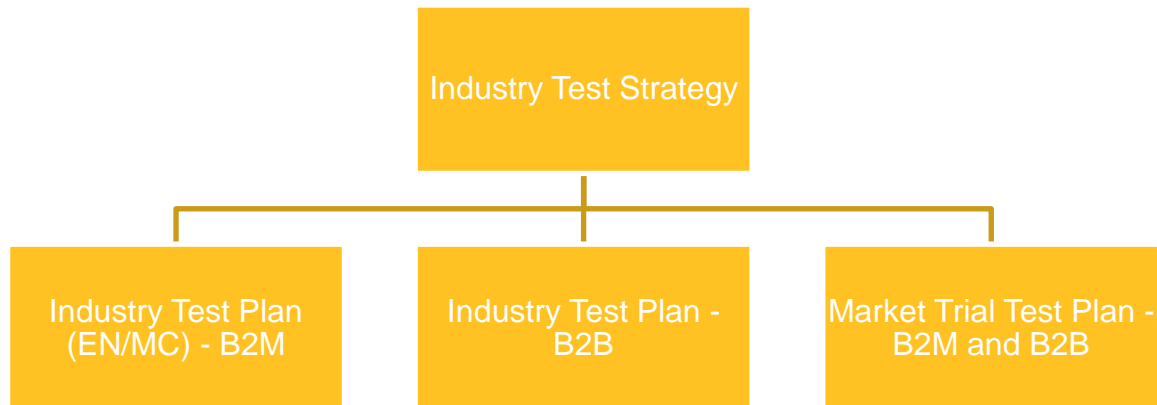 Industry Test Strategy
Industry Test Plan
(EN/MC) - B2M
Industry Test Plan -
B2B
Market Trial Test Plan -
B2M and B2B